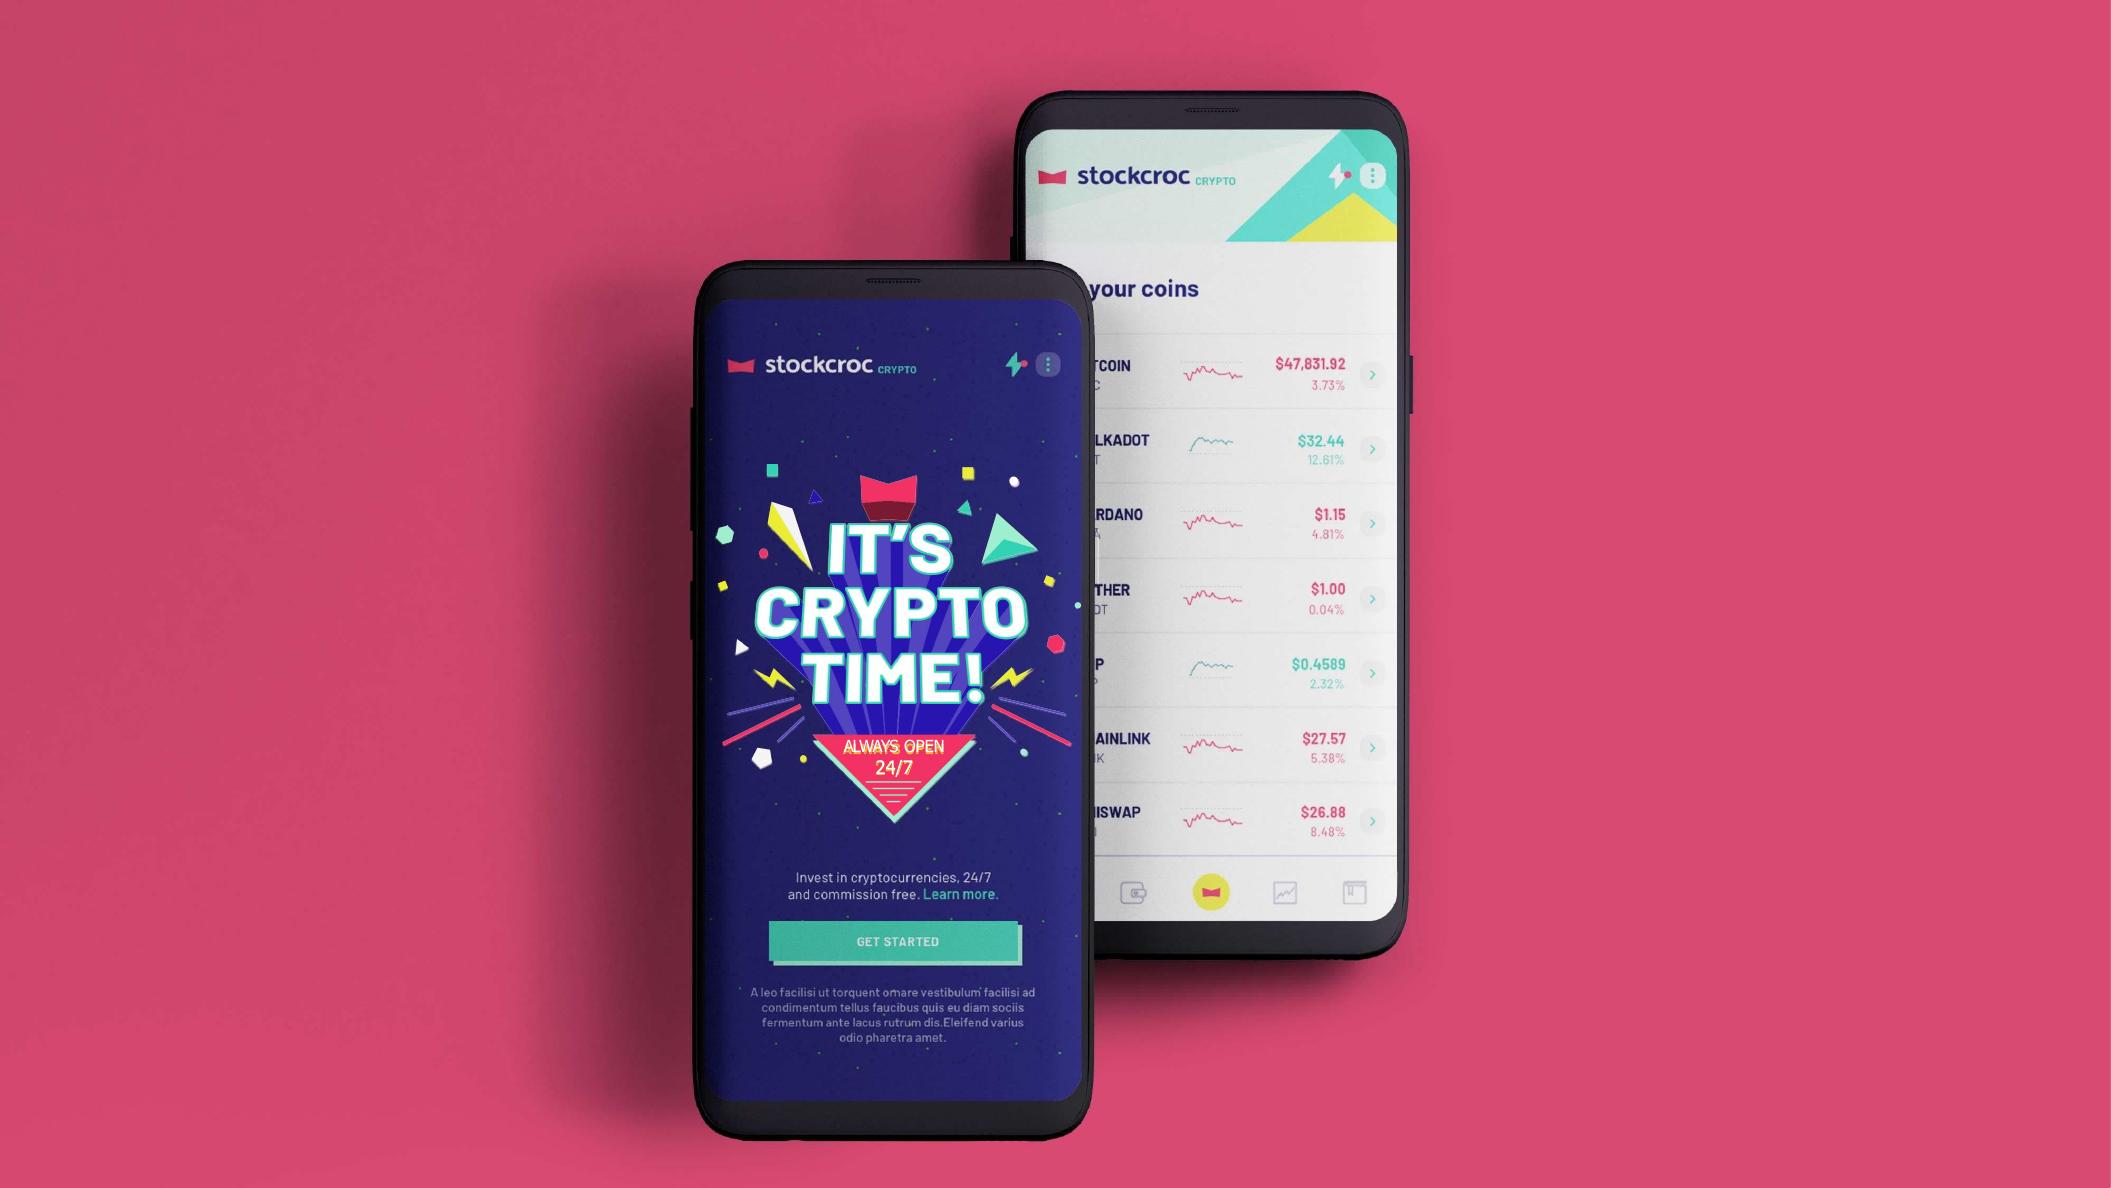 stockcroc CRYPTO
IT'S
CRYPTO
TIME!
ALWAYS OPEN
24/7
Invest in cryptocurrencies, 24/7
and commission free. Learn more.
GET STARTED
A leo facilisi ut torquent ornare vestibulum facilisi ad
condimentum tellus faucibus quis eu diam sociis
fermentum ante lacus rutrum dis.Eleifend varius
odio pharetra amet.
stockcroc CRYPTO
your coins
TCOIN $47,831.92
C 3.73%
LKADOT $32.44
T 12.61%
RDANO $1.15
A 4.81%
THER $1.00
DT 0.04%
P $0.4589
P 2.32%
AINLINK $27.57
K 5.38%
ISWAP $26.88
8.48%